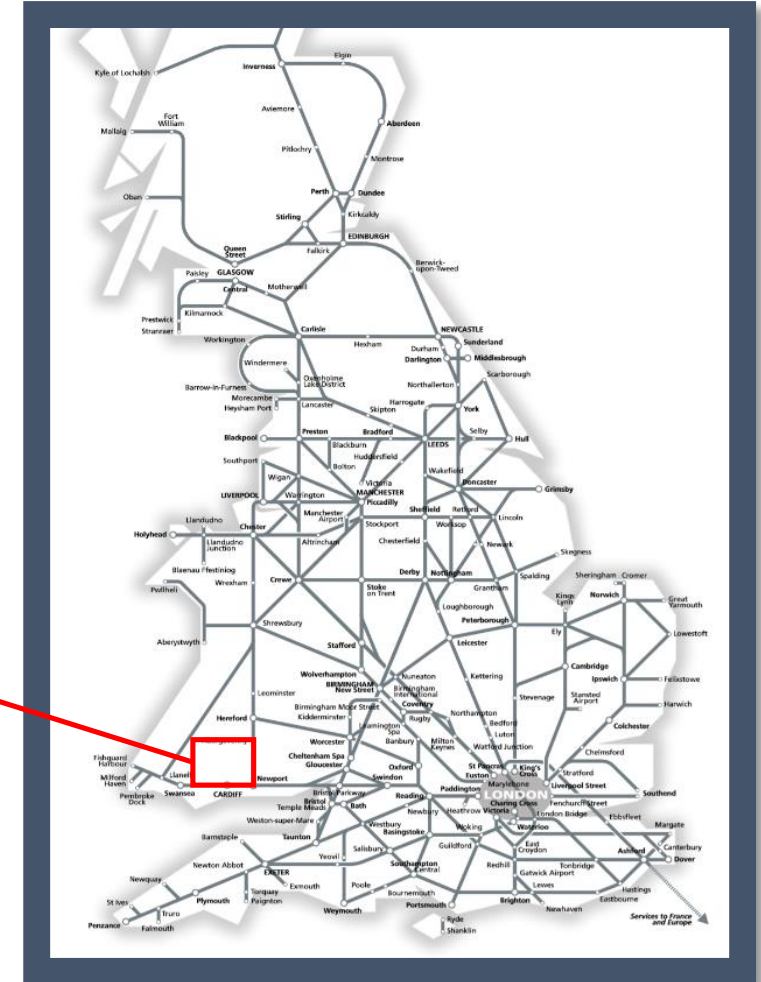 Elgin
Kyle of Lochalsh
Inverness
Aviemore
Fort
William
Mallaig
Aberdeen
Pitlochry
Montrose
Perth
Dundee
Oban
Stirling
Kirkcaldy
Queen
Street
Falkirk
EDINBURGH
Paisley
GLASGOW
Central
Motherwell
Berwick-
upon-Tweed
Prestwick
Kilmarnock
Stranraer
Carlisle
NEWCASTLE
Workington
Hexham
Sunderland
Durham
Darlington
Middlesbrough
Windermere
Scarborough
Oxenholme
Lake District
Northallerton
Barrow-in-Furness
Morecambe
Heysham Port
Lancaster
Harrogate
Skipton
York
Blackpool
Preston
Bradford
Selby
Blackburn
LEEDS
Hull
Southport
Huddersfield
Bolton
Wakefield
Wigan
Victoria
Doncaster
LIVERPOOL
Warrington
MANCHESTER
Piccadilly
Grimsby
Manchester
Airport
Sheffield
Retford
Lincoln
Llandudno
Stockport
Worksop
Holyhead
Chester
Llandudno
Junction
Altrincham
Chesterfield
Newark
Skegness
Blaenau Ffestiniog
Pwllheli
Wrexham
Crewe
Stoke
on Trent
Derby
Nottingham
Grantham
Spalding
Sheringham
Cromer
Kings
Lynn
Norwich
Great
Yarmouth
Loughborough
Shrewsbury
Peterborough
Ely
Lowestoft
Aberystwyth
Stafford
Leicester
Wolverhampton
BIRMINGHAM
New Street
Nuneaton
Birmingham
International
Kettering
Cambridge
Ipswich
Felixstowe
Leominster
Birmingham Moor Street
Kidderminster
Coventry
Rugby
Stevenage
Stansted
Airport
Harwich
Hereford
Leamington
Spa
Northampton
Bedford
Colchester
Worcester
Banbury
Milton
Keynes
Luton
Watford Junction
Chelmsford
Fishguard
Harbour
Cheltenham Spa
Gloucester
Oxford
St Pancras
Euston
King's
Cross
Stratford
Milford
Haven
Llanel
Newport
Swindon
Marylebone
Liverpool Street
Pembroke
Dock
Swansea
CARDIFF
Bristol Parkway
Reading
Paddington
LONDON
Southend
Bristol
Temple Meads
Bath
Newbury
Heathrow
Victoria
Charing Cross
Fenchurch Street
London Bridge
Ebbsfleet
Weston-super-Mare
Westbury
Basingstoke
Woking
Waterloo
Margate
Barnstaple
Taunton
Salisbury
Guildford
East
Croydon
Canterbury
Newton Abbot
Yeovil
Southampton
Central
Redhill
Gatwick Airport
Tonbridge
Ashford
Dover
Newquay
EXETER
Exmouth
Poole
Bournemouth
Lewes
Hastings
St Ives
Truro
Plymouth
Torquay
Paignton
Weymouth
Portsmouth
Brighton
Newhaven
Eastbourne
Penzance
Falmouth
Ryde
Shanklin
Services to France
and Europe